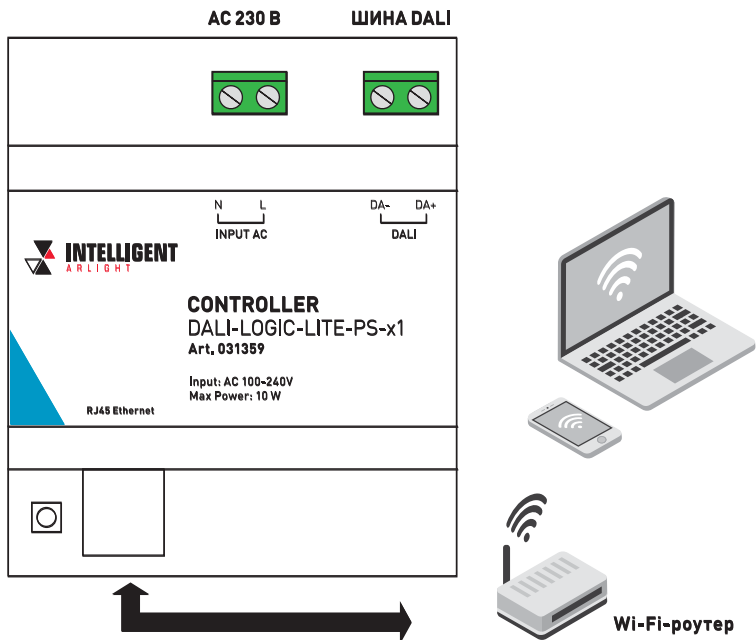 AC 230 В ШИНА DALI
N L DA- DA+
INPUT AC DALI
INTELLIGENT
ARLIGHT
CONTROLLER
DALI-LOGIC-LITE-PS-x1
Art. 031359
Input: AC 100-240V
Max Power: 10 W
RJ45 Ethernet
Wi-Fi-роутер